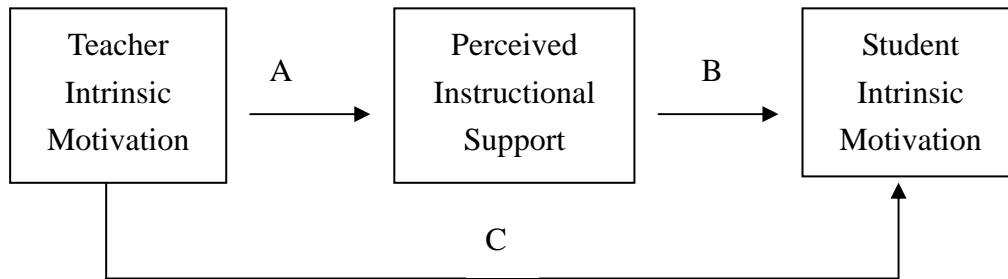 Teacher
Intrinsic
Motivation
A
Perceived
Instructional
Support
B
Student
Intrinsic
Motivation
C